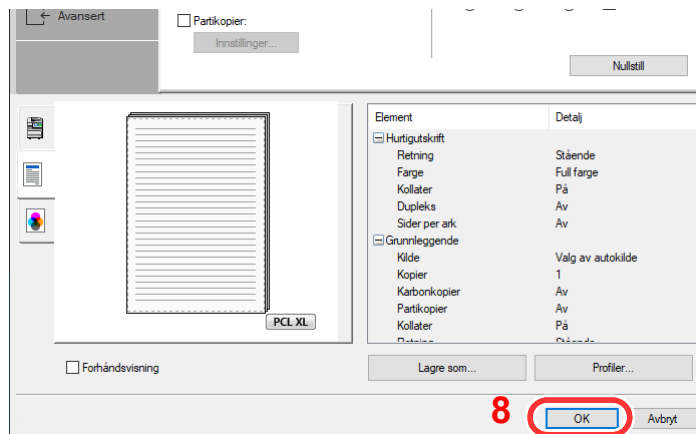 Avansert
Partikopier:
Innstillinger...
Nullstill
Element Detalj
Hurtigutskrift
Retning Stående
Farge Full farge
Kollater På
Dupleks Av
Sider per ark Av
Grunnleggende
Kilde Valg av autokilde
Kopier 1
Karbonkopier Av
Partikopier Av
Kollater På
PCL XL
Forhåndsvisning
Lagre som...
Profiler...
8
OK
Avbryt